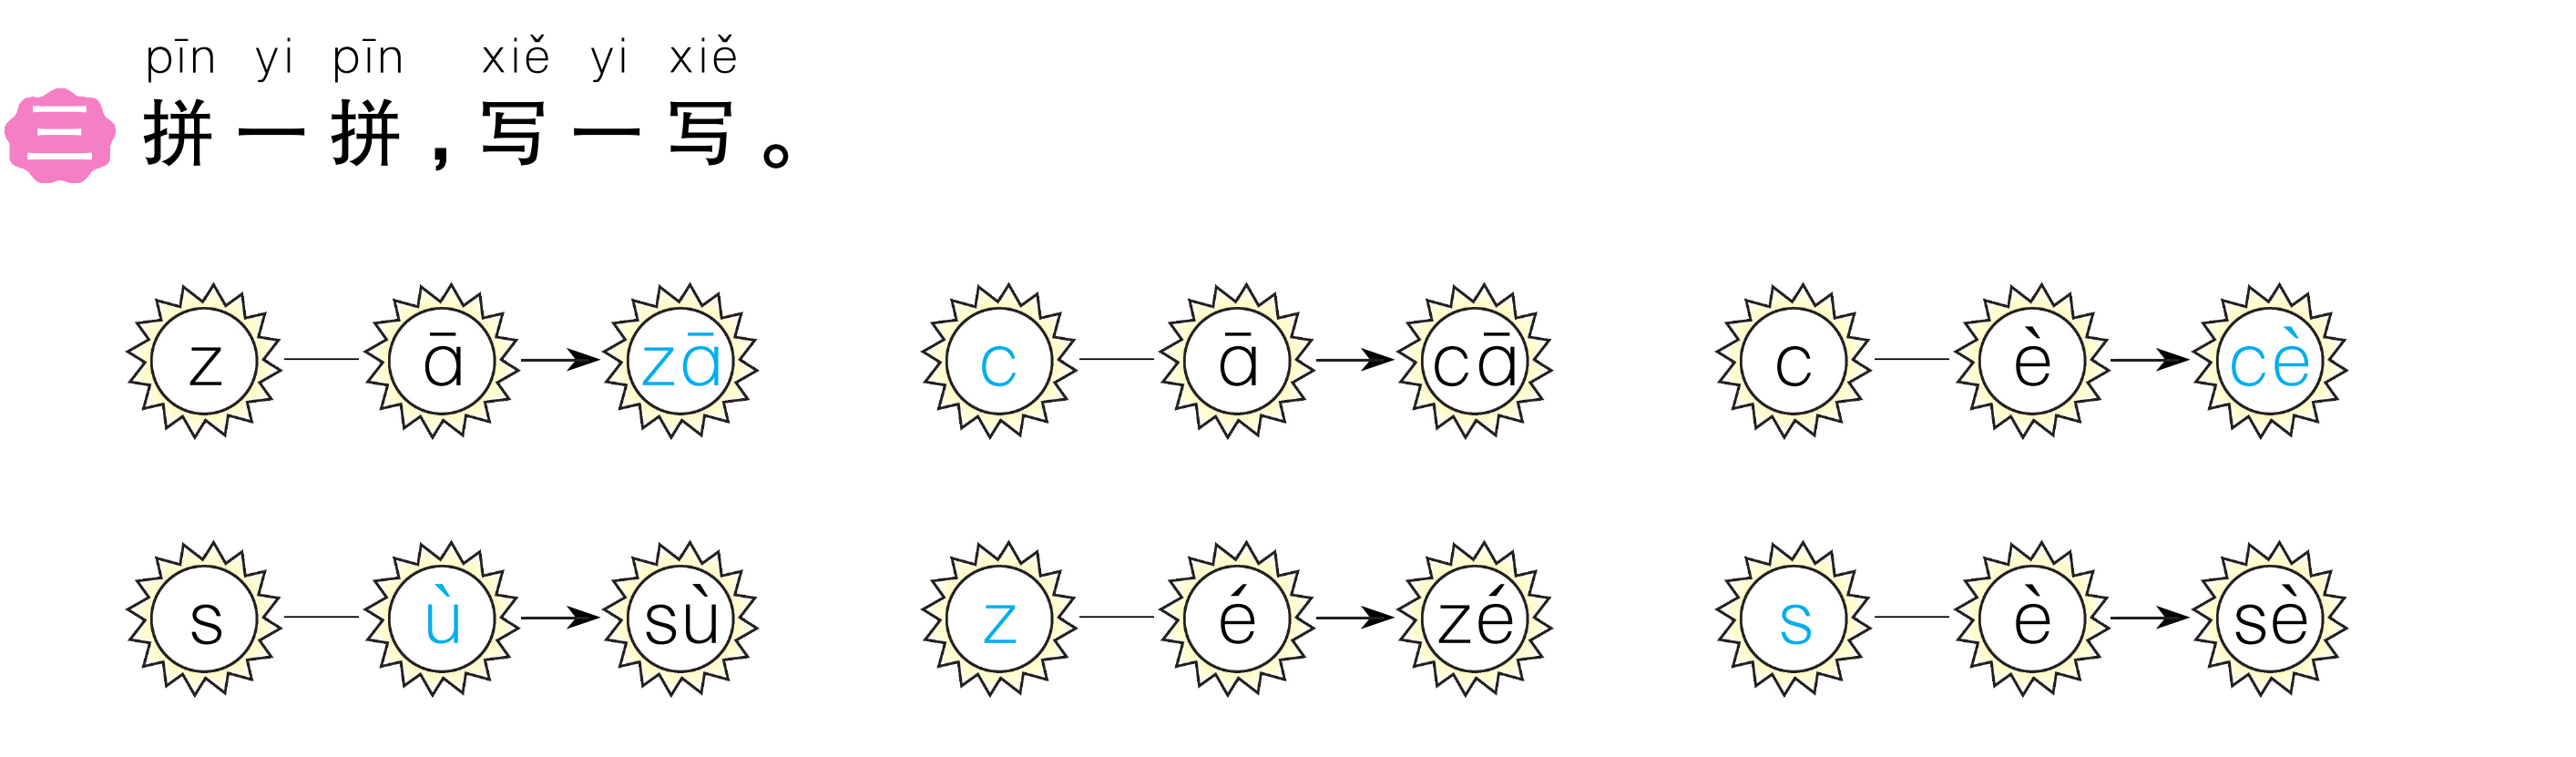 pīn yi pīn xiě yi xiě
三 拼一拼，写一写。
z ā zā c ā cā c è cè
s ù sù z é zé s è sè